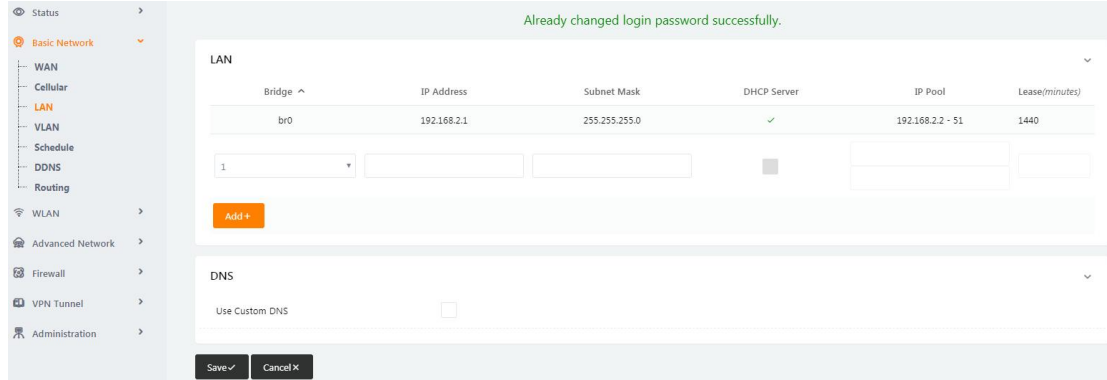 Status
Already changed login password successfully.
Basic Network
LAN
WAN
Cellular
LAN
VLAN
Schedule
DDNS
Routing
WLAN
Advanced Network
Firewall
VPN Tunnel
Administration
Bridge IP Address Subnet Mask DHCP Server IP Pool Lease(minutes)
br0 192.168.2.1 255.255.255.0 192.168.2.2 - 51 1440
1
Add+
DNS
Use Custom DNS
Save Cancel